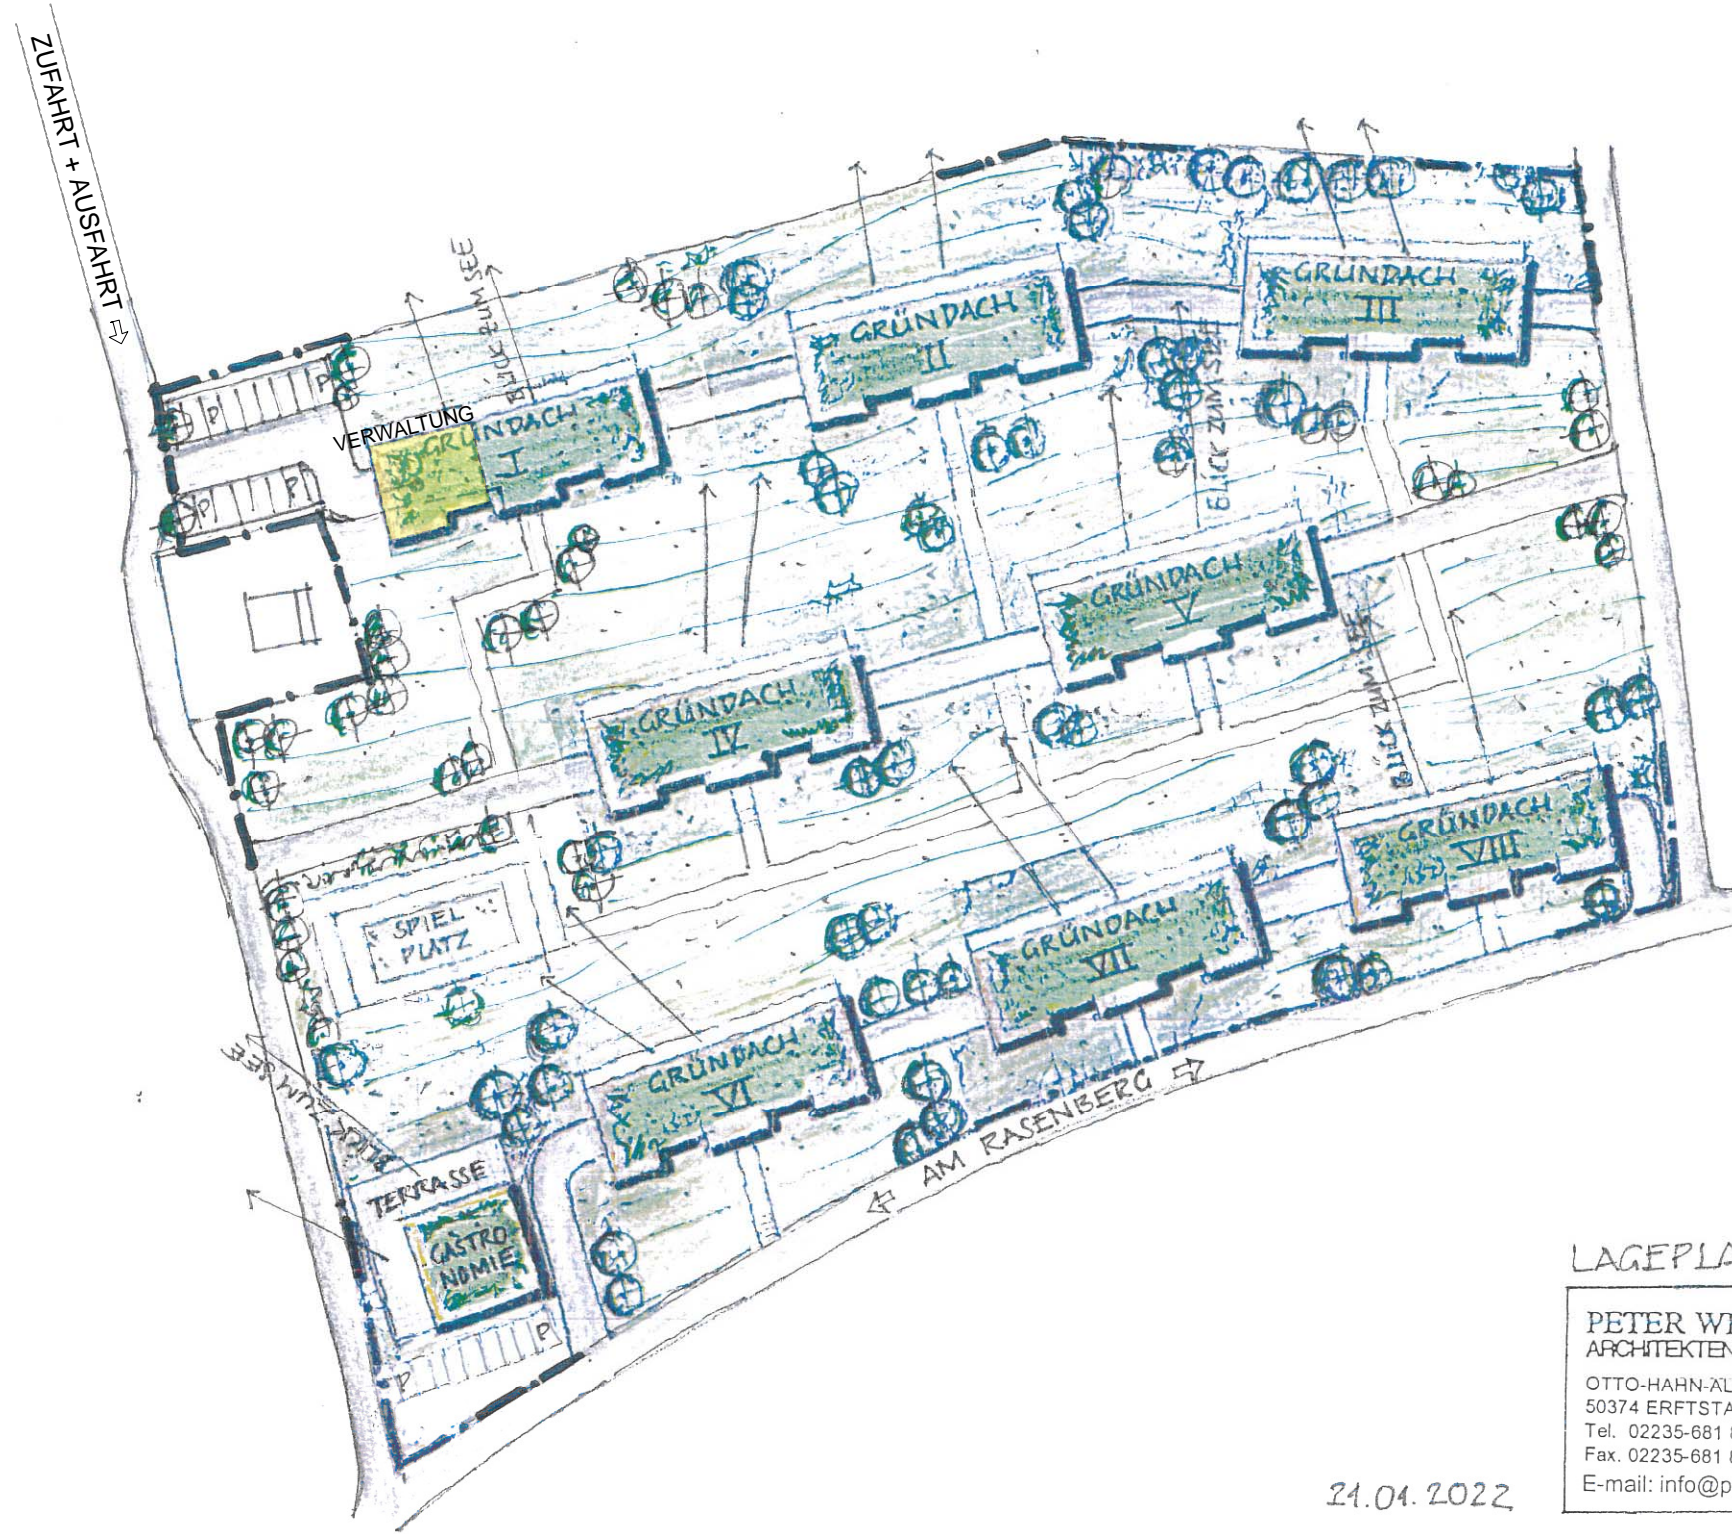 ZUFAHRT + AUSFAHRT
BLICK ZUM SEE
P
P
VERWALTUNG
GRÜNDACH
I
GRÜNDACH
II
GRÜNDACH
III
P
P
BLICK ZUM SEE
GRÜNDACH
IV
GRÜNDACH
V
BLICK ZUM SEE
SPIEL
PLATZ
GRÜNDACH
VI
GRÜNDACH
VII
GRÜNDACH
VIII
BLICK ZUM SEE
AM RASENBERG
TERRASSE
GASTRO
NOMIE
P
P
LAGEPLA
PETER WE
ARCHITEKTEN
OTTO-HAHN-AL
50374 ERFTSTA
Tel. 02235-681
Fax. 02235-681
E-mail: info@p
21.01.2022